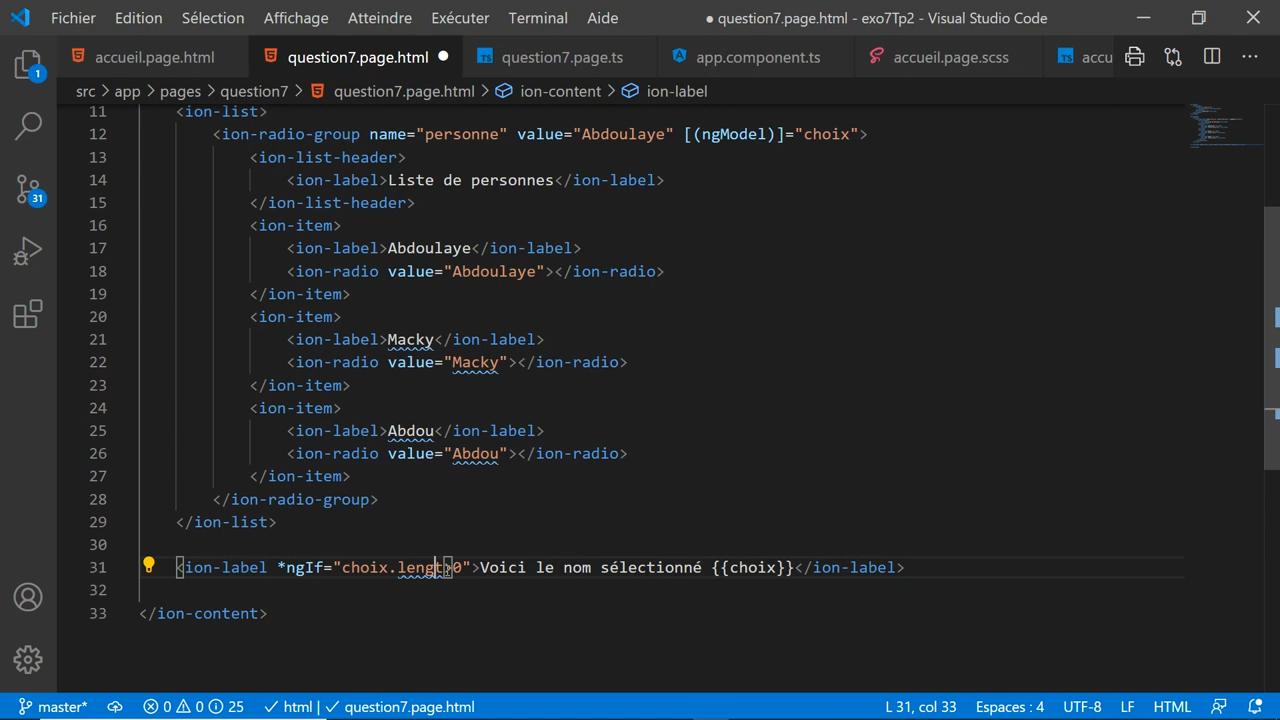 Fichier Edition Sélection Affichage Atteindre Exécuter Terminal Aide ● question7.page.html - exo7Tp2 - Visual Studio Code
accueil.page.html question7.page.html question7.page.ts app.component.ts accueil.page.scss accu
src > app > pages > question7 > question7.page.html > ion-content > ion-label
11 <ion-list>
12 <ion-radio-group name="personne" value="Abdoulaye" [(ngModel)]="choix">
13 <ion-list-header>
14 <ion-label>Liste de personnes</ion-label>
15 </ion-list-header>
16 <ion-item>
17 <ion-label>Abdoulaye</ion-label>
18 <ion-radio value="Abdoulaye"></ion-radio>
19 </ion-item>
20 <ion-item>
21 <ion-label>Macky</ion-label>
22 <ion-radio value="Macky"></ion-radio>
23 </ion-item>
24 <ion-item>
25 <ion-label>Abdou</ion-label>
26 <ion-radio value="Abdou"></ion-radio>
27 </ion-item>
28 </ion-radio-group>
29 </ion-list>
30
31 <ion-label *ngIf="choix.lengt>0">Voici le nom sélectionné {{choix}}</ion-label>
32
33 </ion-content>
1
31
master* 0 0 25 html | question7.page.html L 31, col 33 Espaces : 4 UTF-8 LF HTML